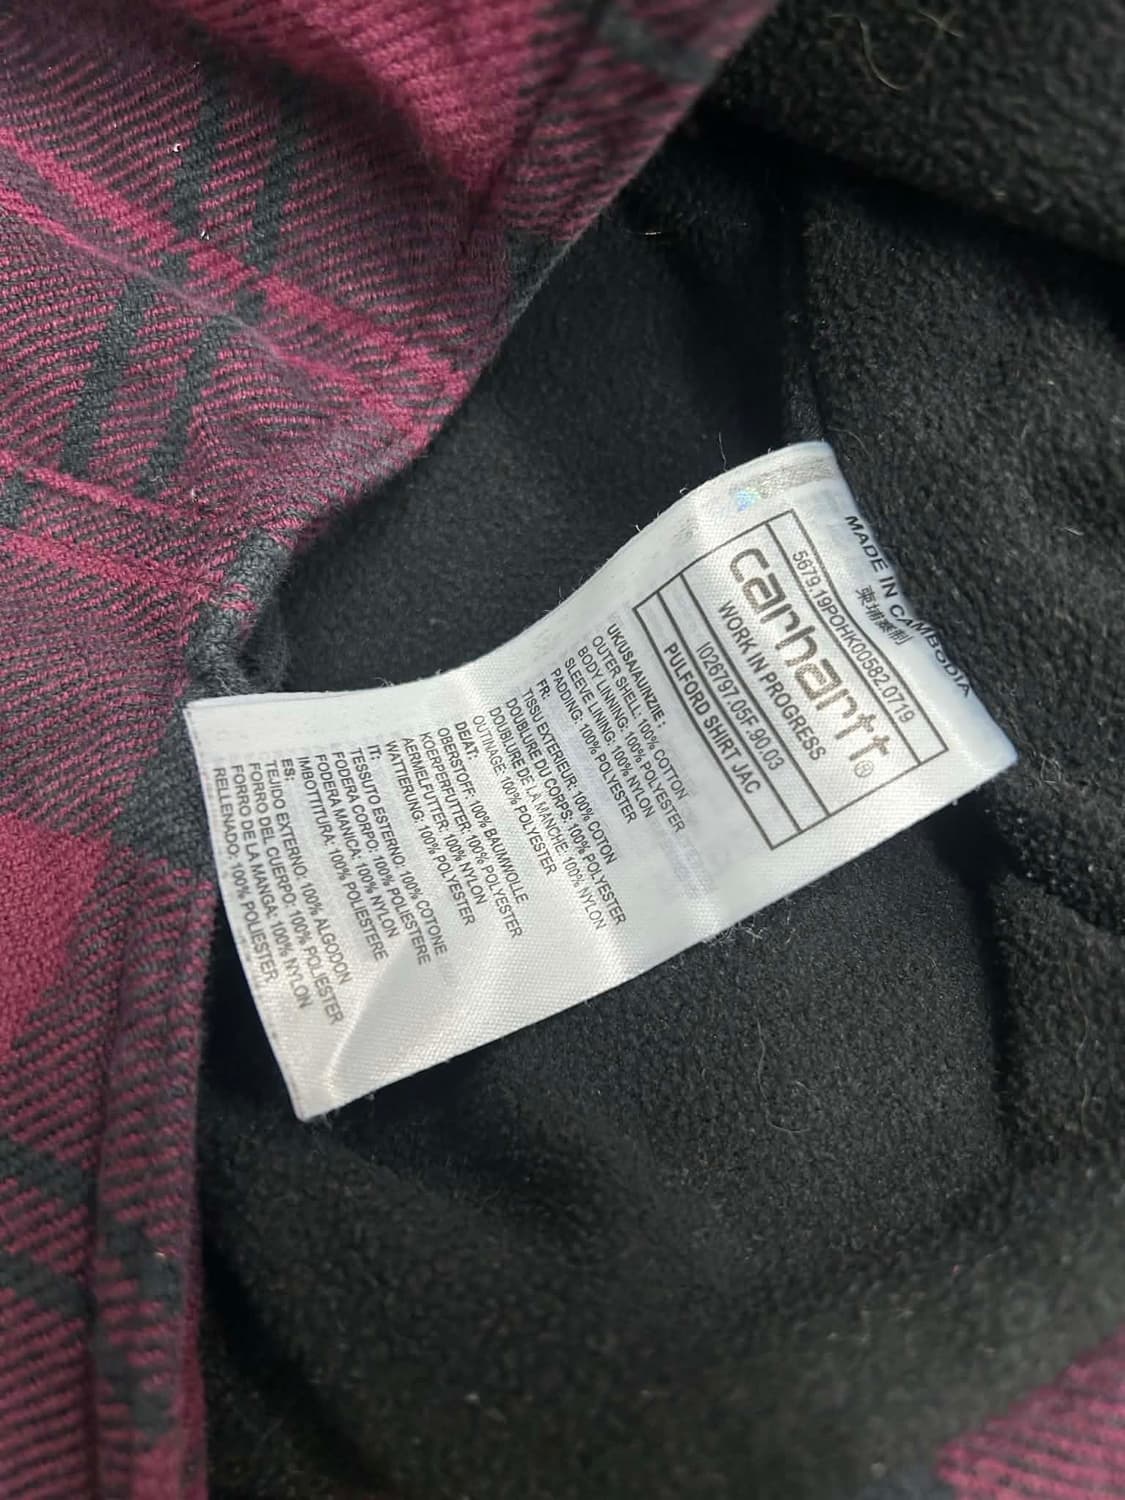 MADE IN CAMBODIA
柬埔寨制
5679.19POHK00582.0719
carhartt®
WORK IN PROGRESS
I026797.05F.90.03
PULFORD SHIRT JAC
UK/USA/AU/NZ/IE:
OUTER SHELL: 100% COTTON
BODY LINING: 100% POLYESTER
SLEEVE LINING: 100% NYLON
PADDING: 100% POLYESTER
FR:
TISSU EXTERIEUR: 100% COTON
DOUBLURE DU CORPS: 100% POLYESTER
DOUBLURE DE LA MANCHE: 100% NYLON
OUTINAGE: 100% POLYESTER
DE/AT:
OBERSTOFF: 100% BAUMWOLLE
KOERPERFUTTER: 100% POLYESTER
AERMELFUTTER: 100% NYLON
WATTIERUNG: 100% POLYESTER
IT:
TESSUTO ESTERNO: 100% COTONE
FODERA CORPO: 100% POLIESTERE
FODERA MANICA: 100% NYLON
IMBOTTITURA: 100% POLIESTERE
ES:
TEJIDO EXTERNO: 100% ALGODON
FORRO DEL CUERPO: 100% POLIESTER
FORRO DE LA MANGA: 100% NYLON
RELLENADO: 100% POLIESTER